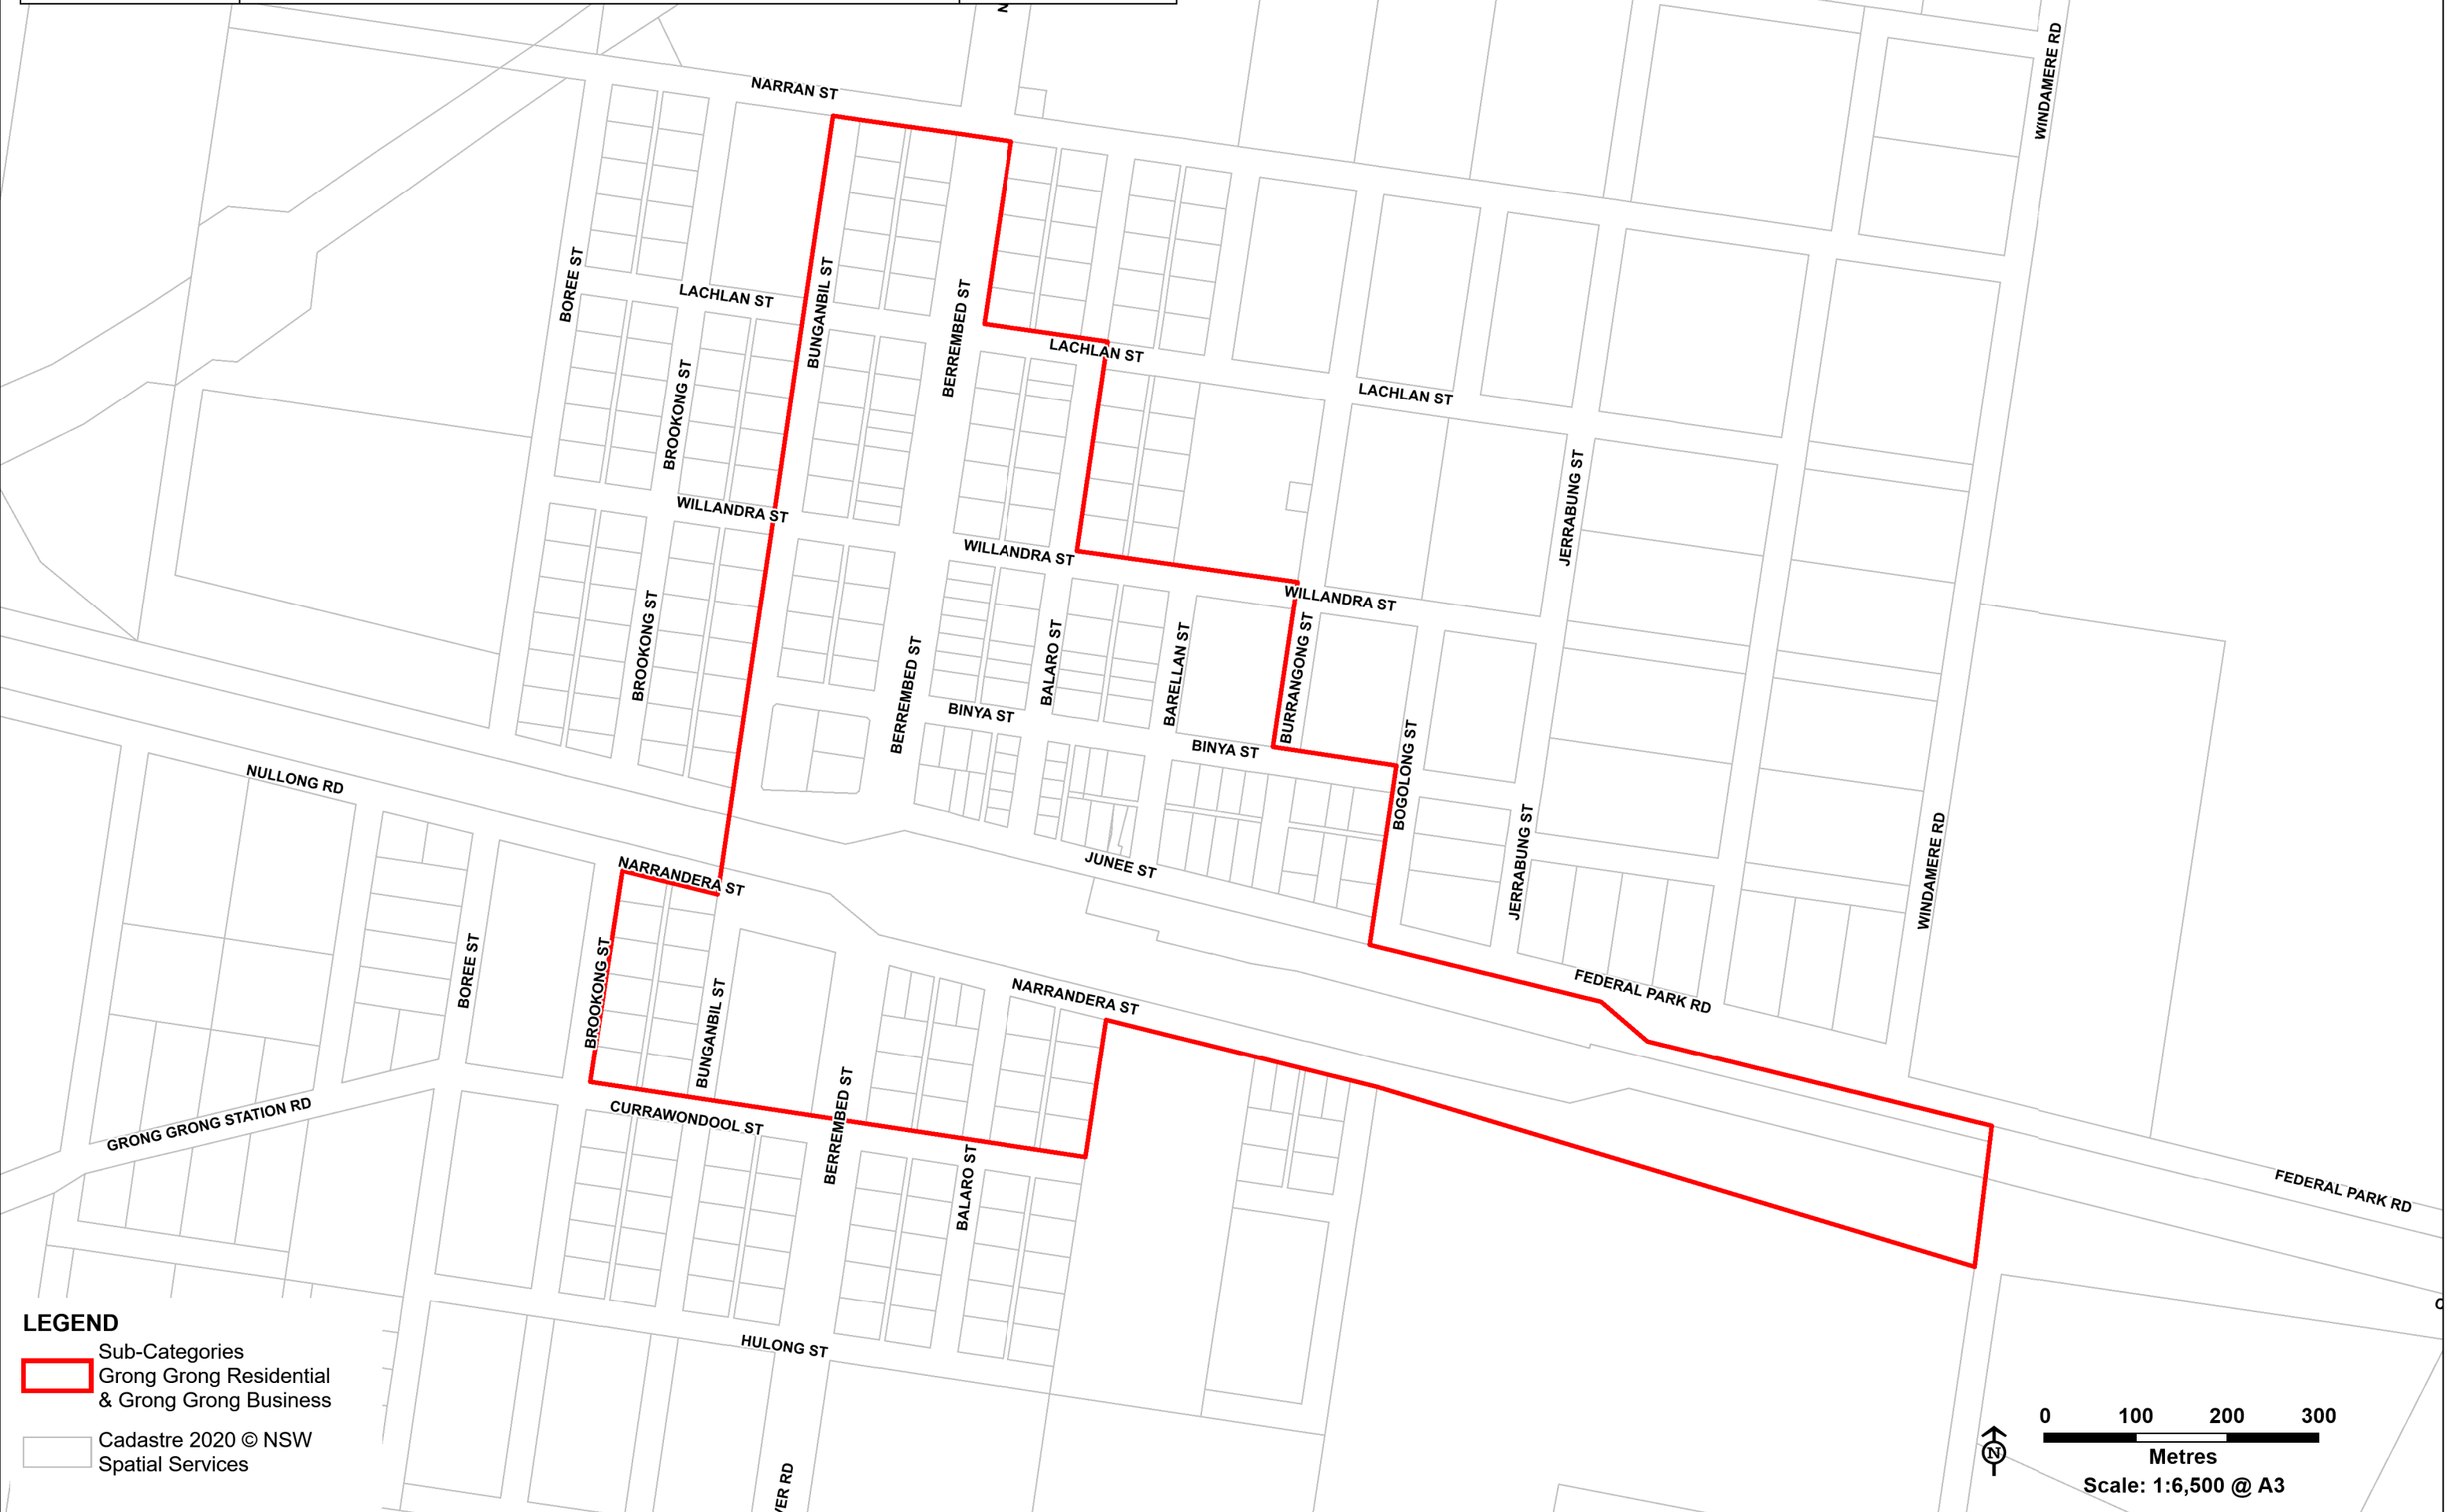 NARRAN ST
WINDAMERE RD
BOREE ST
LACHLAN ST
BUNGANBIL ST
BERREMBED ST
LACHLAN ST
LACHLAN ST
BROOKONG ST
WILLANDRA ST
WILLANDRA ST
WILLANDRA ST
JERRABUNG ST
BROOKONG ST
BERREMBED ST
BALARO ST
BARELLAN ST
BURRANGONG ST
BINYA ST
BINYA ST
BOGOLONG ST
NULLONG RD
NARRANDERA ST
JUNEE ST
JERRABUNG ST
WINDAMERE RD
BOREE ST
BROOKONG ST
BUNGANBIL ST
NARRANDERA ST
FEDERAL PARK RD
GRONG GRONG STATION RD
CURRAWONDOOL ST
BERREMBED ST
BALARO ST
FEDERAL PARK RD
HULONG ST
LEGEND
Sub-Categories
Grong Grong Residential
& Grong Grong Business
Cadastre 2020 © NSW
Spatial Services
VER RD
N
0 100 200 300
Metres
Scale: 1:6,500 @ A3